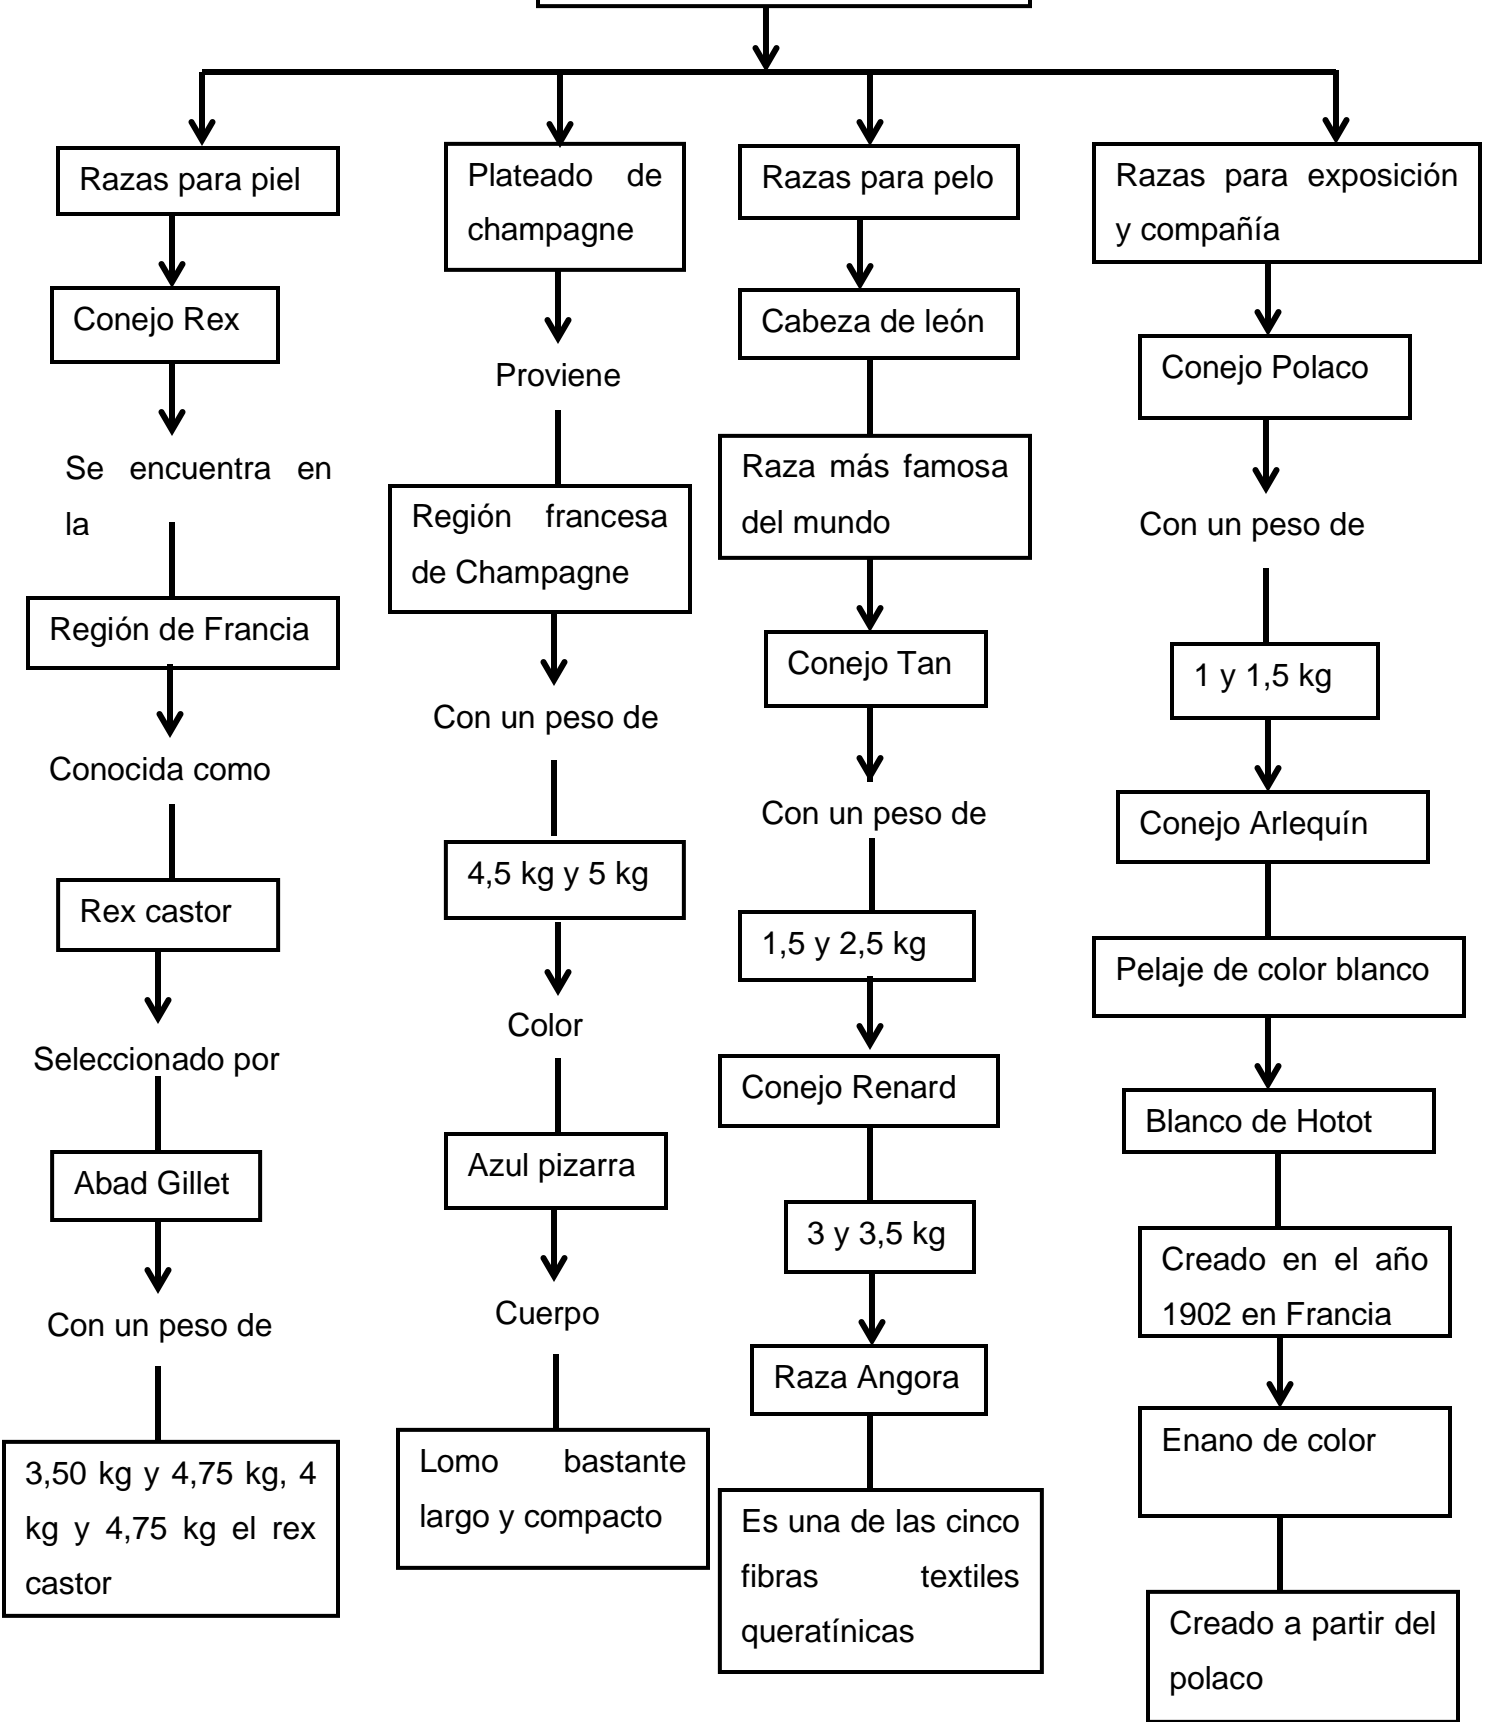 Razas para piel
Conejo Rex
Se encuentra en
la
Región de Francia
Conocida como
Rex castor
Seleccionado por
Abad Gillet
Con un peso de
3,50 kg y 4,75 kg, 4
kg y 4,75 kg el rex
castor
Plateado de
champagne
Proviene
Región francesa
de Champagne
Con un peso de
4,5 kg y 5 kg
Color
Azul pizarra
Cuerpo
Lomo bastante
largo y compacto
Razas para pelo
Cabeza de león
Raza más famosa
del mundo
Conejo Tan
Con un peso de
1,5 y 2,5 kg
Conejo Renard
3 y 3,5 kg
Raza Angora
Es una de las cinco
fibras textiles
queratínicas
Razas para exposición
y compañía
Conejo Polaco
Con un peso de
1 y 1,5 kg
Conejo Arlequín
Pelaje de color blanco
Blanco de Hotot
Creado en el año
1902 en Francia
Enano de color
Creado a partir del
polaco